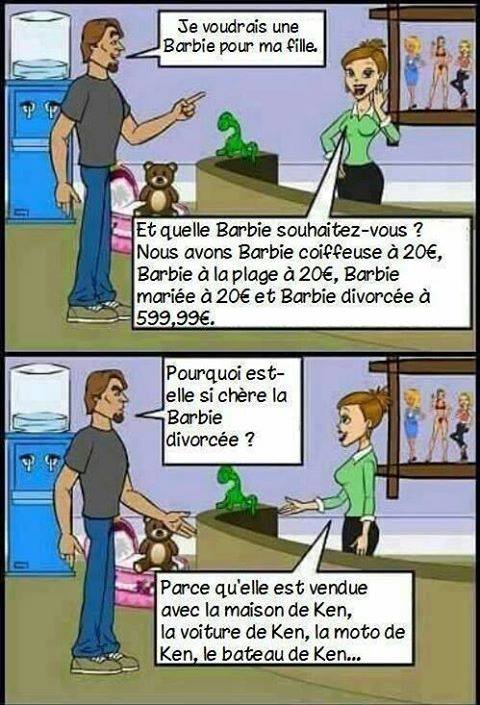 Je voudrais une
Barbie pour ma fille.
Et quelle Barbie souhaitez-vous ?
Nous avons Barbie coiffeuse à 20€,
Barbie à la plage à 20€, Barbie
mariée à 20€ et Barbie divorcée à
599,99€.
Pourquoi est-
elle si chère la
Barbie
divorcée ?
Parce qu'elle est vendue
avec la maison de Ken,
la voiture de Ken, la moto de
Ken, le bateau de Ken...